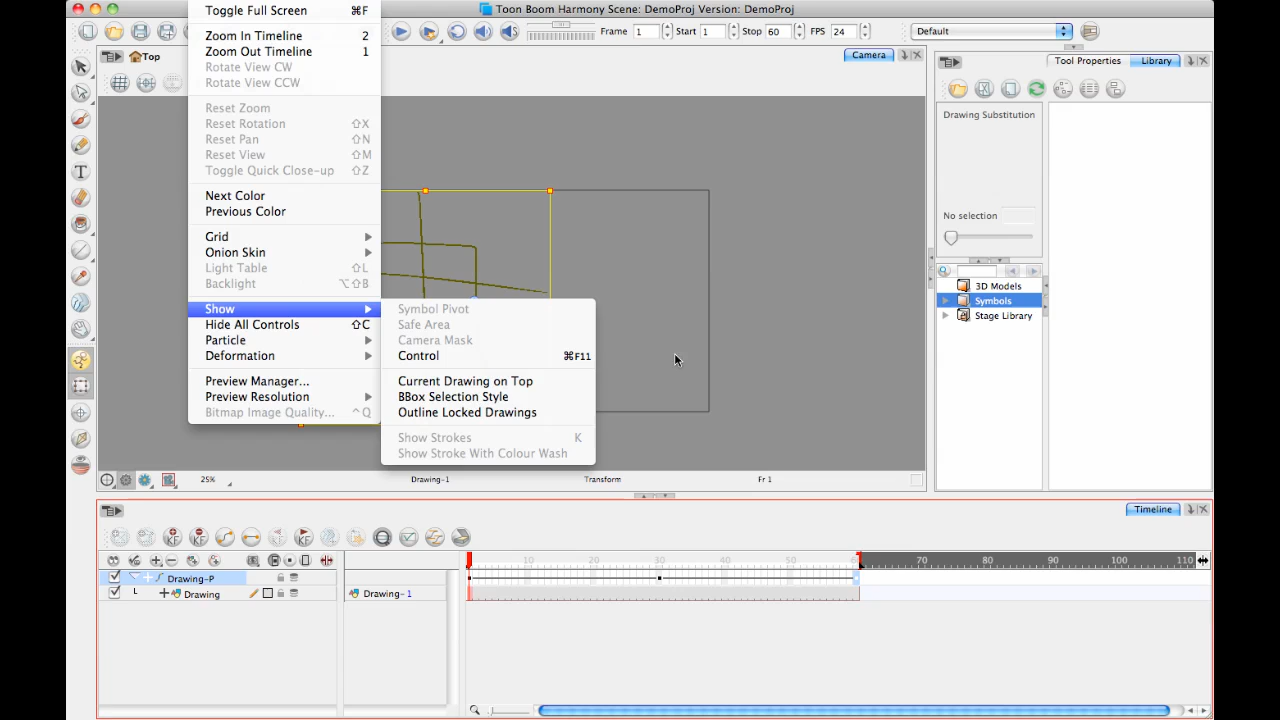 Toon Boom Harmony Scene: DemoProj Version: DemoProj
Frame 1 Start 1 Stop 60 FPS 24 Default
Top
Camera
Toggle Full Screen ⌘F
Zoom In Timeline 2
Zoom Out Timeline 1
Rotate View CW
Rotate View CCW
Reset Zoom
Reset Rotation ⇧X
Reset Pan ⇧N
Reset View ⇧M
Toggle Quick Close-up ⇧Z
Next Color
Previous Color
Grid
Onion Skin
Light Table ⇧L
Backlight ⌥⇧B
Show
Hide All Controls ⇧C
Particle
Deformation
Preview Manager...
Preview Resolution
Bitmap Image Quality... ^Q
Symbol Pivot
Safe Area
Camera Mask
Control ⌘F11
Current Drawing on Top
BBox Selection Style
Outline Locked Drawings
Show Strokes K
Show Stroke With Colour Wash
Tool Properties Library
Drawing Substitution
No selection
3D Models
Symbols
Stage Library
25% Drawing-1 Transform Fr 1
Timeline
10 20 30 40 50 70 80 90 100 110
Drawing-P
Drawing Drawing- 1